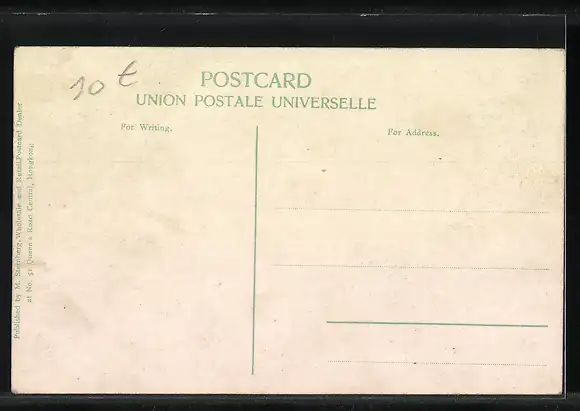 10 €
POSTCARD
UNION POSTALE UNIVERSELLE
For Writing.
For Address.
Published by M. Sternberg, Wholesale and Retail Postcard Dealer
at No. 51 Queen's Road Central, Hongkong